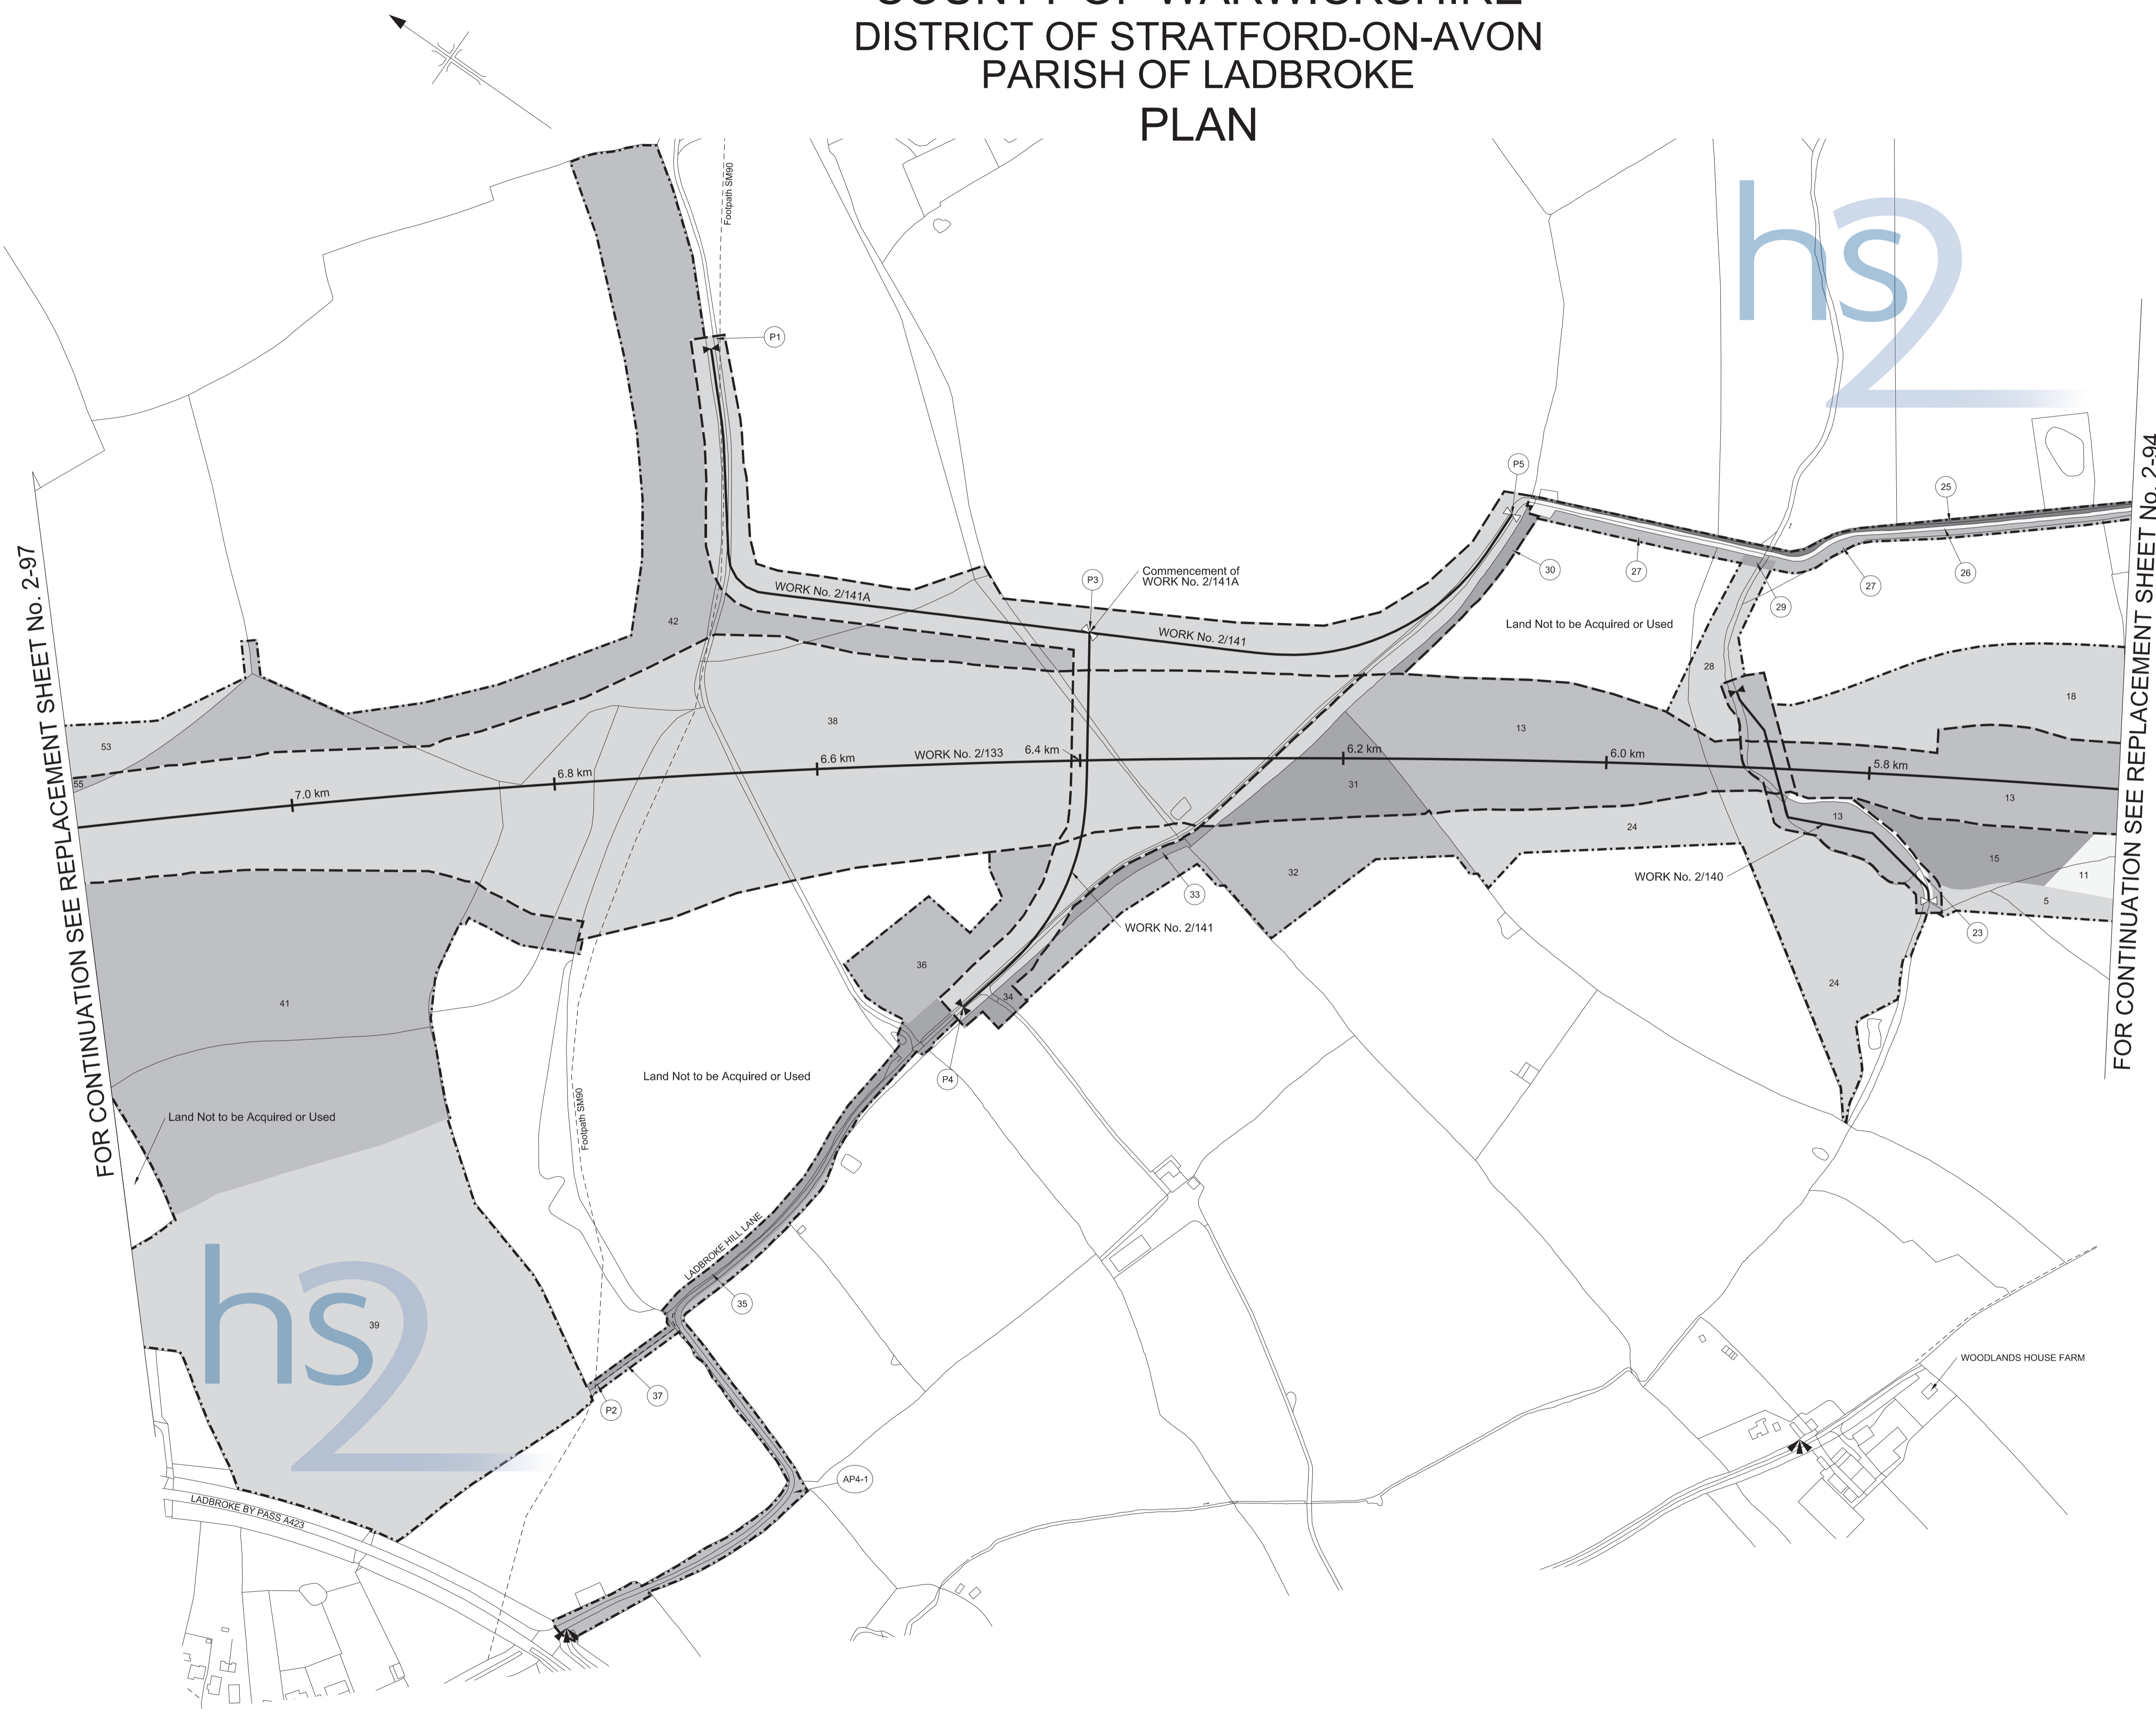 COUNTY OF WARWICKSHIRE
DISTRICT OF STRATFORD-ON-AVON
PARISH OF LADBROKE
PLAN
Footpath SM90
hs2
P1
FOR CONTINUATION SEE REPLACEMENT SHEET No. 2-94
P5
25
FOR CONTINUATION SEE REPLACEMENT SHEET No. 2-97
Commencement of
WORK No. 2/141A
P3
WORK No. 2/141A
30
27
27
26
29
42
WORK No. 2/141
Land Not to be Acquired or Used
28
18
38
13
53
6.4 km
WORK No. 2/133
6.2 km
6.6 km
6.0 km
5.8 km
6.8 km
55
7.0 km
31
13
13
24
15
32
WORK No. 2/140
11
33
5
WORK No. 2/141
23
36
24
34
41
Land Not to be Acquired or Used
P4
Land Not to be Acquired or Used
Footpath SM90
LADBROKE HILL LANE
35
hs2
39
WOODLANDS HOUSE FARM
37
P2
AP4-1
LADBROKE BY PASS A423